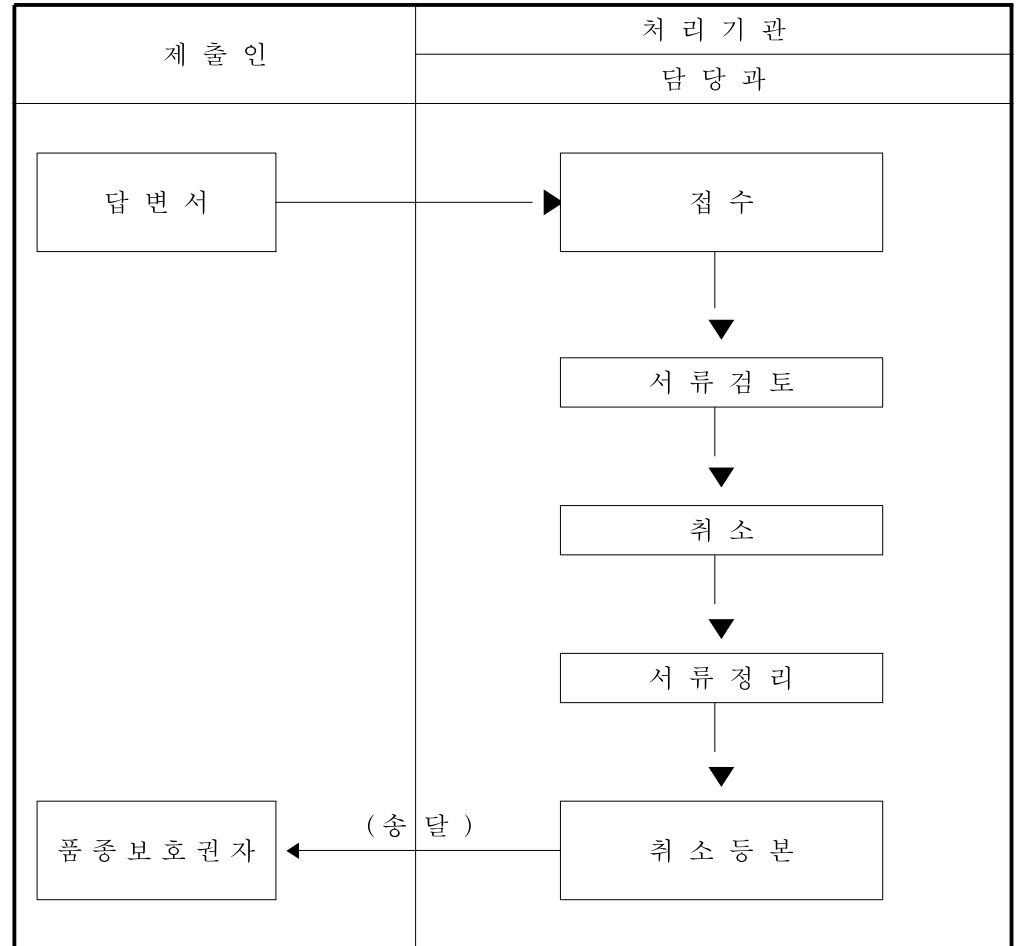 제 출 인
처 리 기 관
담 당 과
답 변 서
접 수
서 류 검 토
취 소
서 류 정 리
품 종 보 호 권 자
( 송 달 )
취 소 등 본